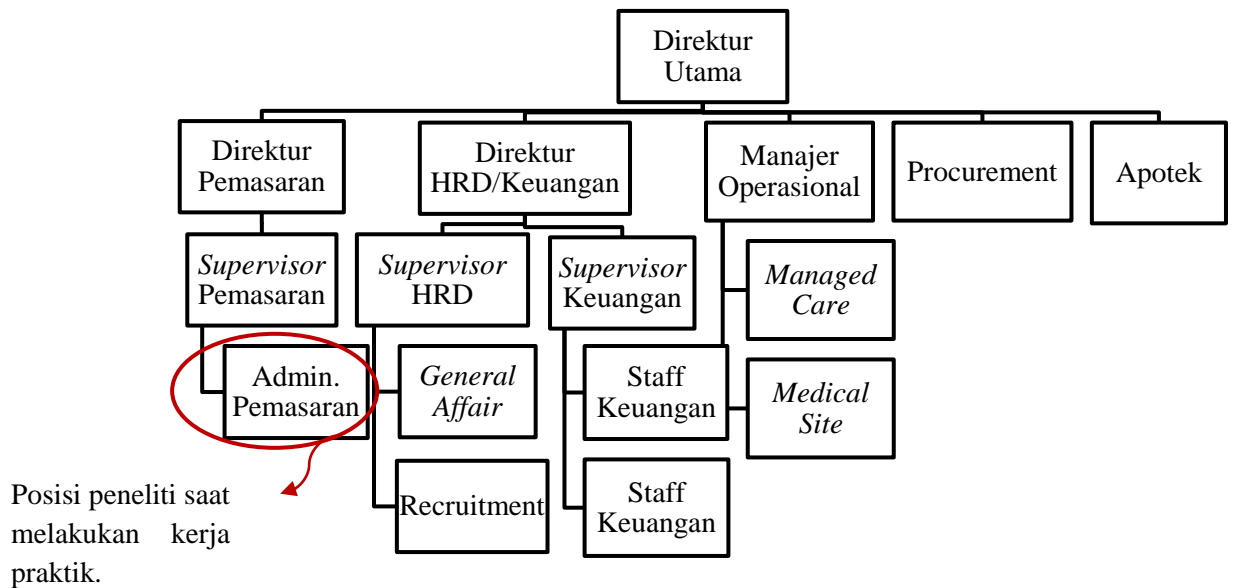 Direktur
Utama
Direktur
Pemasaran
Direktur
HRD/Keuangan
Manajer
Operasional
Procurement
Apotek
Supervisor
Pemasaran
Supervisor
HRD
Supervisor
Keuangan
Managed
Care
Admin.
Pemasaran
General
Affair
Staff
Keuangan
Medical
Site
Recruitment
Staff
Keuangan
Posisi peneliti saat
melakukan kerja
praktik.